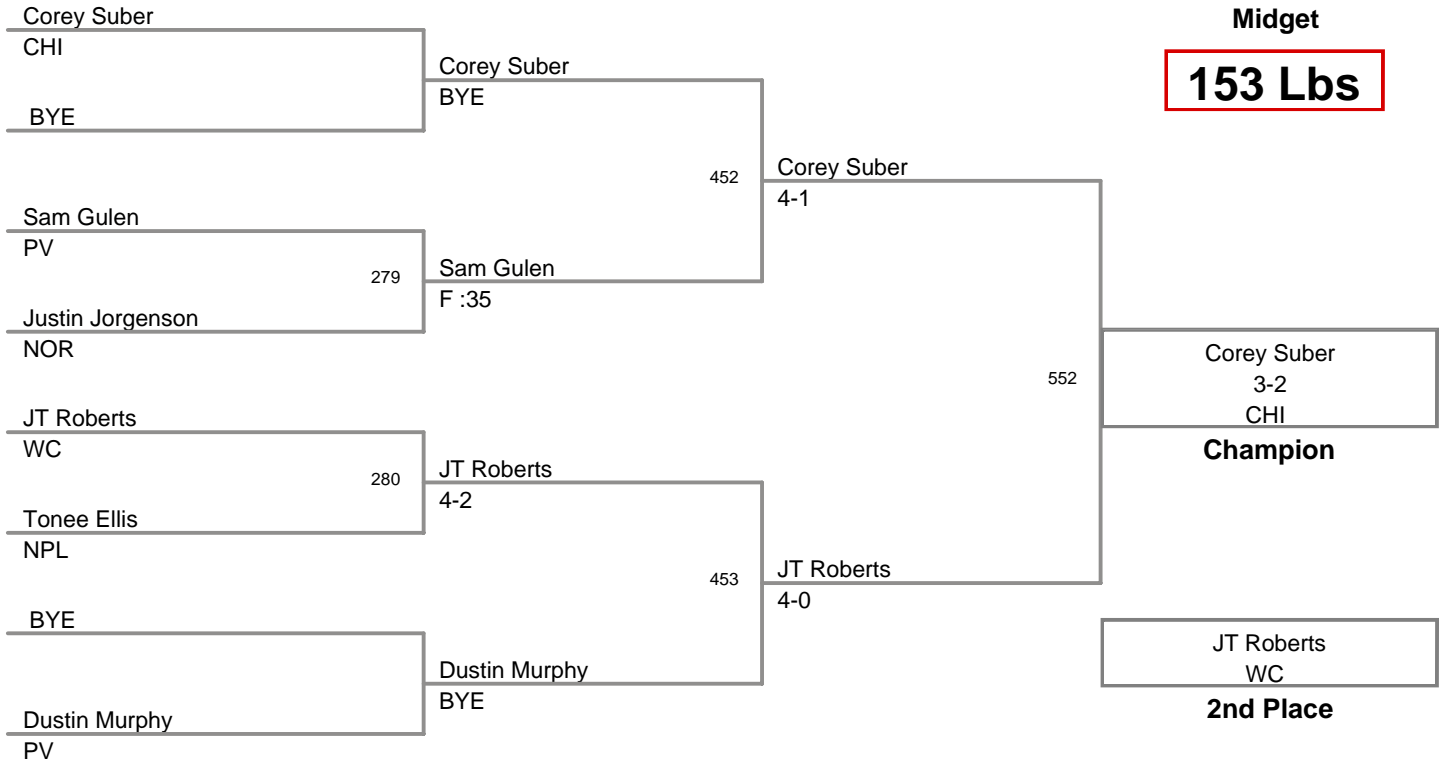 Corey Suber
CHI
BYE
Sam Gulen
PV
279
Justin Jorgenson
NOR
JT Roberts
WC
280
Tonee Ellis
NPL
BYE
Dustin Murphy
PV
Corey Suber
BYE
452
Sam Gulen
F :35
JT Roberts
4-2
453
Dustin Murphy
BYE
Corey Suber
4-1
552
JT Roberts
4-0
Midget
153 Lbs
Corey Suber
3-2
CHI
Champion
JT Roberts
WC
2nd Place